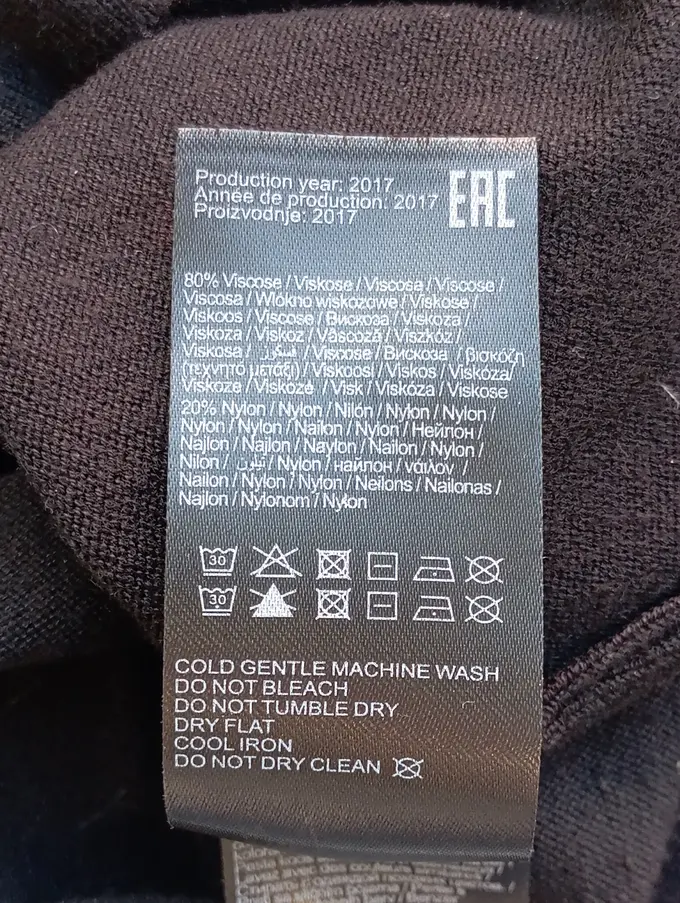 Production year: 2017
Année de production: 2017
Proizvodnje: 2017
EAC
80% Viscose / Viskose / Viscosa / Viscose /
Viscosa / Włókno wiskozowe / Viskose /
Viskoos / Viscose / Вискоза / Viskoza /
Viskoza / Viskoz / Vâscoză / Viszkóz /
Viskosa / فسكوز / Viscose / Вискоза / βισκόζη
(τεχνητό μετάξι) / Viskoosi / Viskos / Viskóza/
Viskoze / Viskozė / Visk / Viskóza / Viskose
20% Nylon / Nylon / Nilón / Nylon / Nylon /
Nylon / Nylon / Nailon / Nylon / Нейлон /
Najlon / Najlon / Naylon / Nailon / Nylon /
Nilon / نيلون / Nylon / найлон / νάιλον /
Nailon / Nylon / Nylon / Neilons / Nailonas /
Najlon / Nylonom / Nylon
30
30
COLD GENTLE MACHINE WASH
DO NOT BLEACH
DO NOT TUMBLE DRY
DRY FLAT
COOL IRON
DO NOT DRY CLEAN